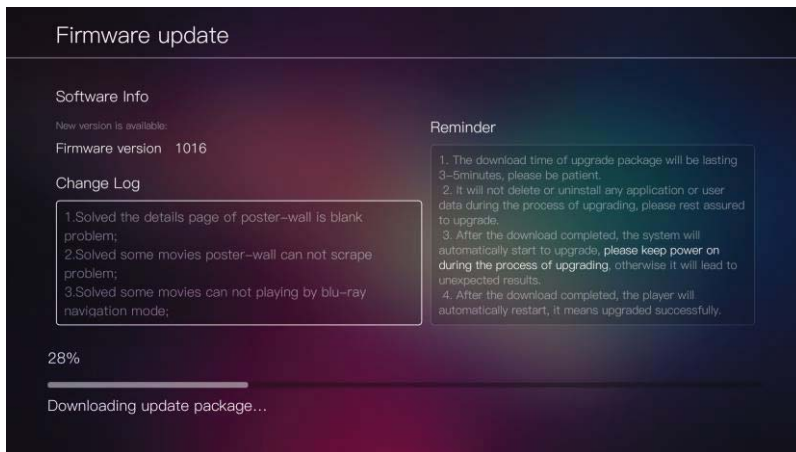 Firmware update
Software Info
New version is available:
Firmware version 1016
Change Log
1.Solved the details page of poster-wall is blank
problem;
2.Solved some movies poster-wall can not scrape
problem;
3.Solved some movies can not playing by blu-ray
navigation mode;
Reminder
1. The download time of upgrade package will be lasting
3-5minutes, please be patient.
2. It will not delete or uninstall any application or user
data during the process of upgrading, please rest assured
to upgrade.
3. After the download completed, the system will
automatically start to upgrade, please keep power on
during the process of upgrading, otherwise it will lead to
unexpected results.
4. After the download completed, the player will
automatically restart, it means upgraded successfully.
28%
Downloading update package...